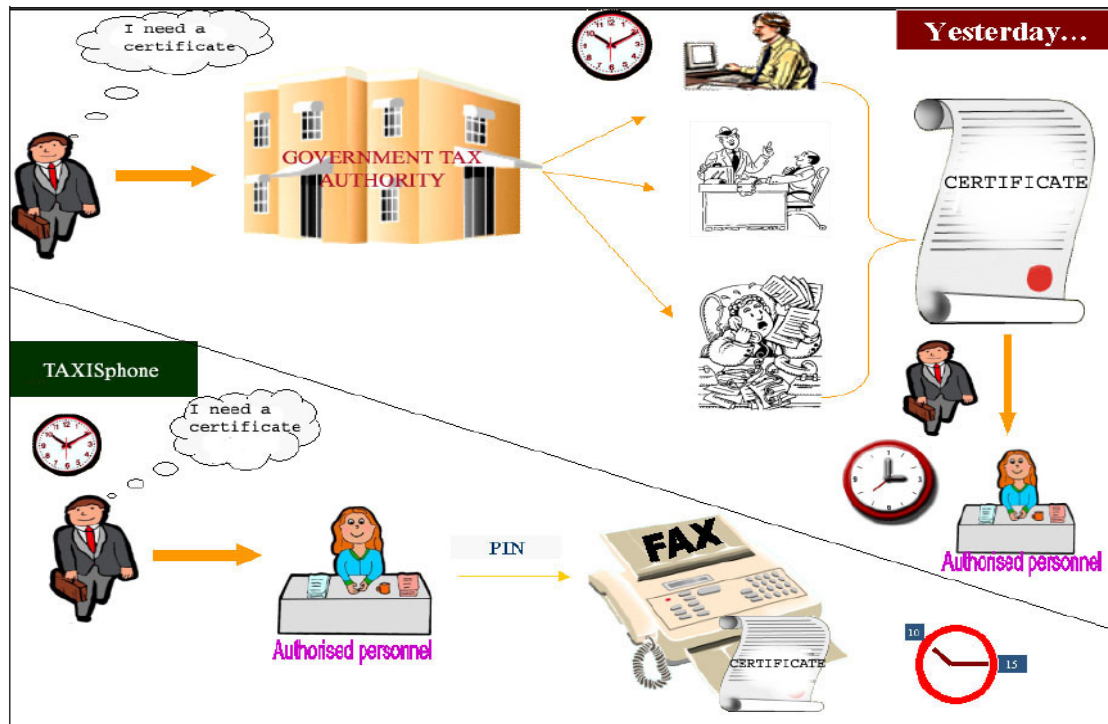 I need a
certificate
Yesterday...
GOVERNMENT TAX
AUTHORITY
CERTIFICATE
Authorised personnel
TAXISphone
I need a
certificate
Authorised personnel
PIN
FAX
CERTIFICATE
10
15